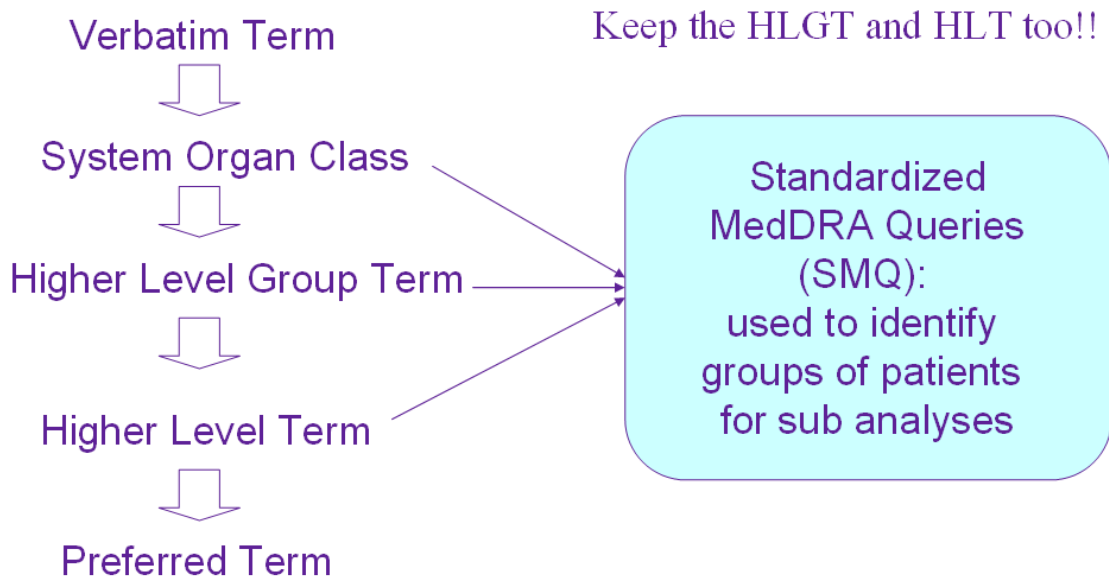 Verbatim Term
Keep the HLGT and HLT too!!
System Organ Class
Higher Level Group Term
Higher Level Term
Preferred Term
Standardized
MedDRA Queries
(SMQ):
used to identify
groups of patients
for sub analyses